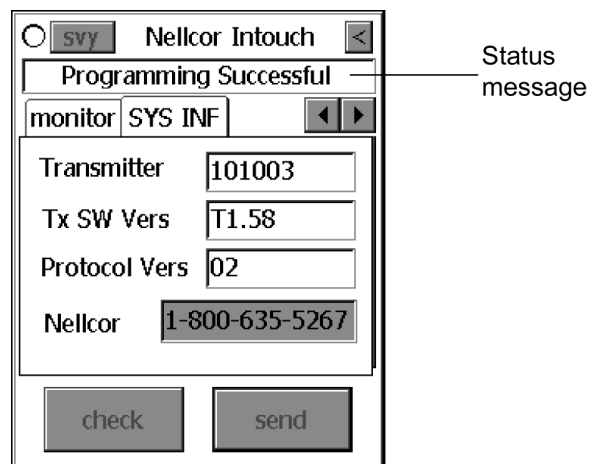 svy Nellcor Intouch <
Programming Successful
Status
message
monitor SYS INF
Transmitter 101003
Tx SW Vers T1.58
Protocol Vers 02
Nellcor 1-800-635-5267
check send